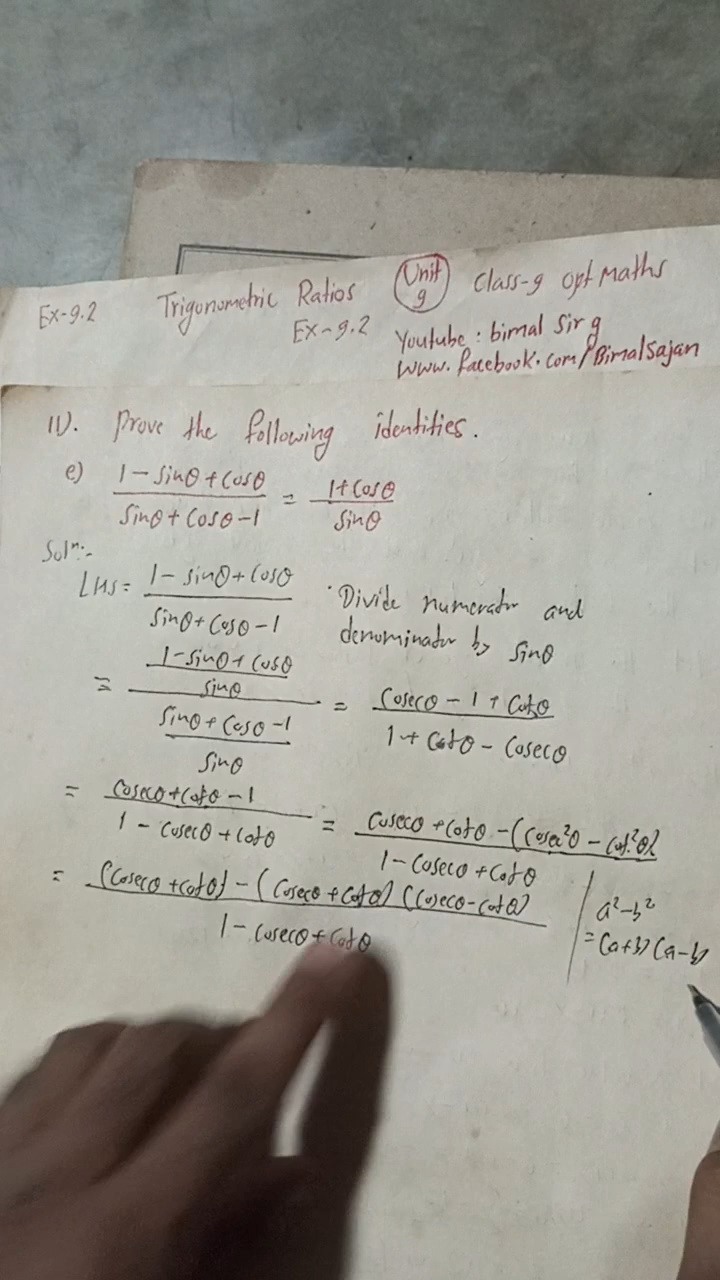 Ex-9.2 Trigonometric Ratios Unit 9 Class-9 Opt Maths
Ex-9.2 Youtube : bimal Sir g
www.facebook.com/Bimalsajan
11). Prove the following identities.
e) (1 - sinθ + cosθ)/(sinθ + cosθ - 1) = (1 + cosθ)/sinθ
Solⁿ:-
LHS = (1 - sinθ + cosθ)/(sinθ + cosθ - 1) Divide numerator and
denominator by sinθ
= ((1 - sinθ + cosθ)/sinθ)/((sinθ + cosθ - 1)/sinθ) = (cosecθ - 1 + cotθ)/(1 + cotθ - cosecθ)
= (cosecθ + cotθ - 1)/(1 - cosecθ + cotθ) = (cosecθ + cotθ - (cosec²θ - cot²θ))/(1 - cosecθ + cotθ)
= ((cosecθ + cotθ) - (cosecθ + cotθ)(cosecθ - cotθ))/(1 - cosecθ + cotθ)
a² - b²
= (a+b)(a-b)